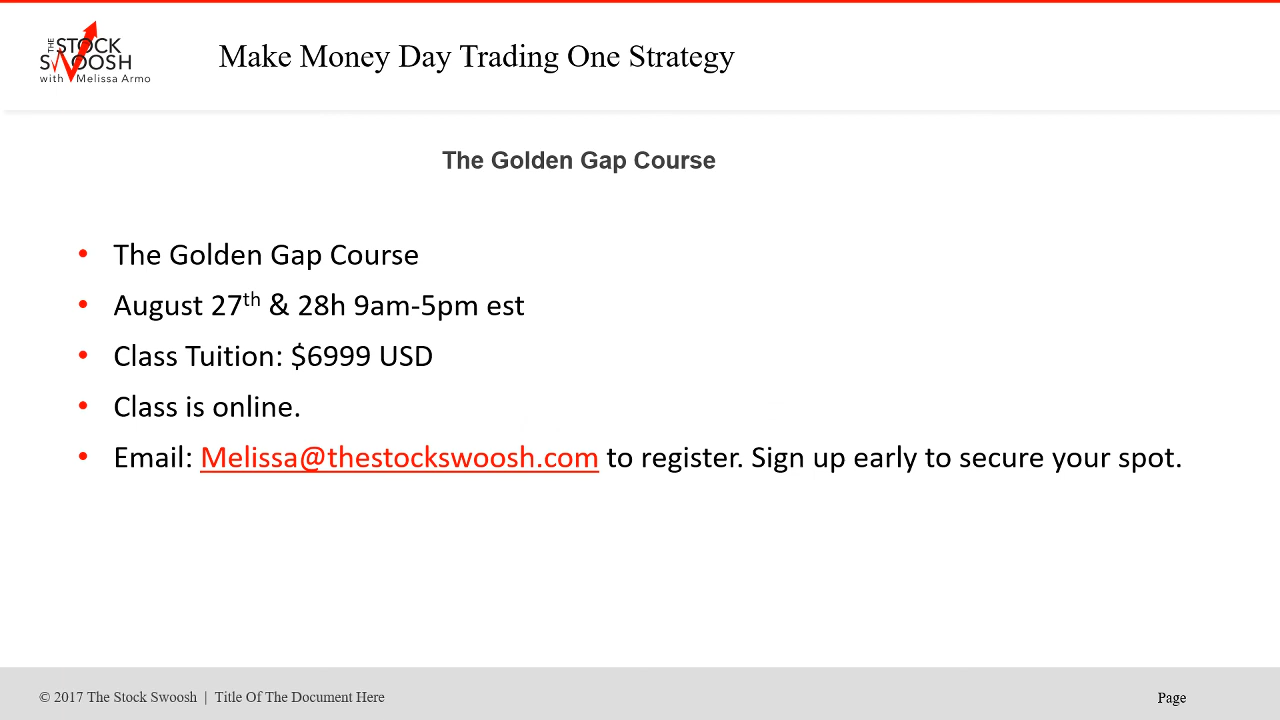 THE STOCK
SWOOSH
with Melissa Armo
Make Money Day Trading One Strategy
The Golden Gap Course
• The Golden Gap Course
• August 27th & 28h 9am-5pm est
• Class Tuition: $6999 USD
• Class is online.
• Email: Melissa@thestockswoosh.com to register. Sign up early to secure your spot.
© 2017 The Stock Swoosh | Title Of The Document Here
Page